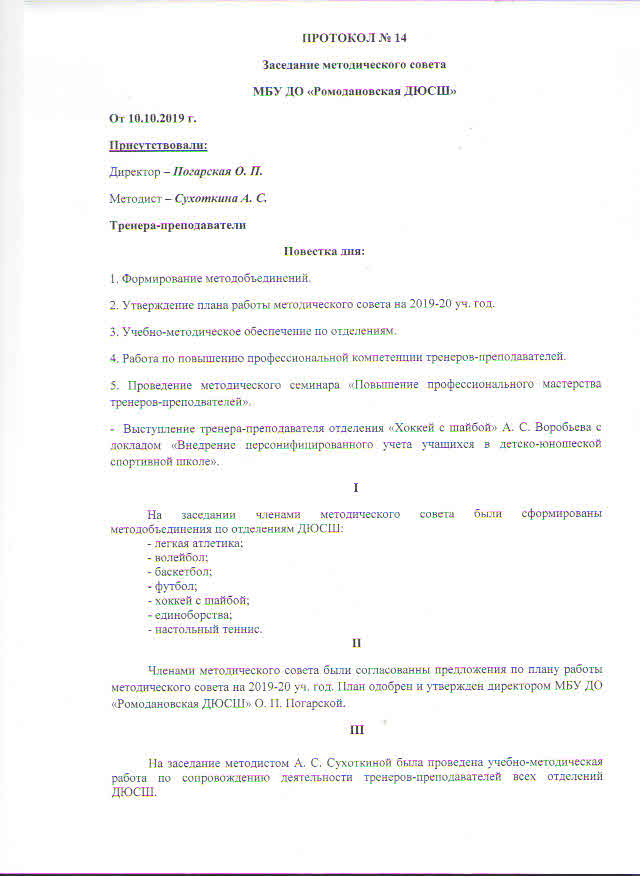 ПРОТОКОЛ № 14
Заседание методического совета
МБУ ДО «Ромодановская ДЮСШ»
От 10.10.2019 г.
Присутствовали:
Директор – Погарская О. П.
Методист – Сухоткина А. С.
Тренера-преподаватели
Повестка дня:
1. Формирование методобъединений.
2. Утверждение плана работы методического совета на 2019-20 уч. год.
3. Учебно-методическое обеспечение по отделениям.
4. Работа по повышению профессиональной компетенции тренеров-преподавателей.
5. Проведение методического семинара «Повышение профессионального мастерства
тренеров-преподвателей».
- Выступление тренера-преподавателя отделения «Хоккей с шайбой» А. С. Воробьева с
докладом «Внедрение персонифицированного учета учащихся в детско-юношеской
спортивной школе».
I
На заседании членами методического совета были сформированы
методобъединения по отделениям ДЮСШ:
- легкая атлетика;
- волейбол;
- баскетбол;
- футбол;
- хоккей с шайбой;
- единоборства;
- настольный теннис.
II
Членами методического совета были согласованны предложения по плану работы
методического совета на 2019-20 уч. год. План одобрен и утвержден директором МБУ ДО
«Ромодановская ДЮСШ» О. П. Погарской.
III
На заседание методистом А. С. Сухоткиной была проведена учебно-методическая
работа по сопровождению деятельности тренеров-преподавателей всех отделений
ДЮСШ.